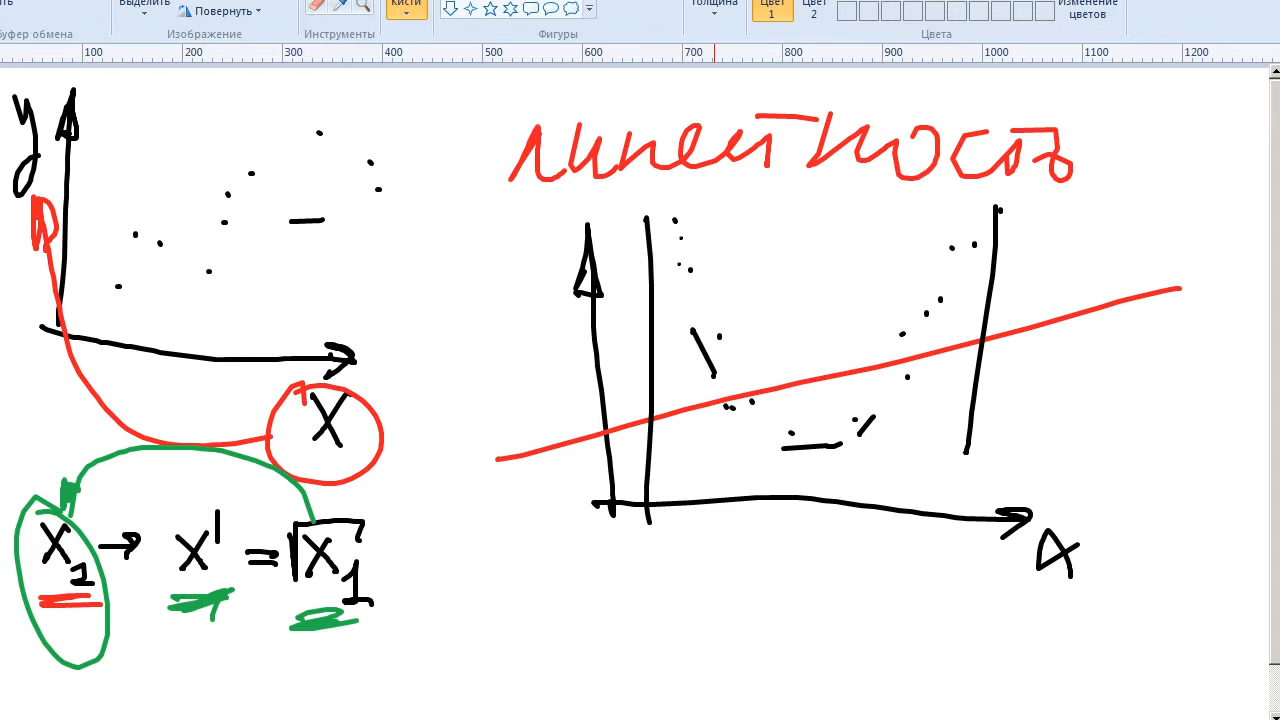 Выделить
Повернуть
Изображение
Инструменты
Кисти
Фигуры
Толщина
Цвет 1
Цвет 2
Изменение цветов
Цвета
100 200 300 400 500 600 700 800 900 1000 1100 1200
y
линейность
X
X
X₁ → X' = √X₁